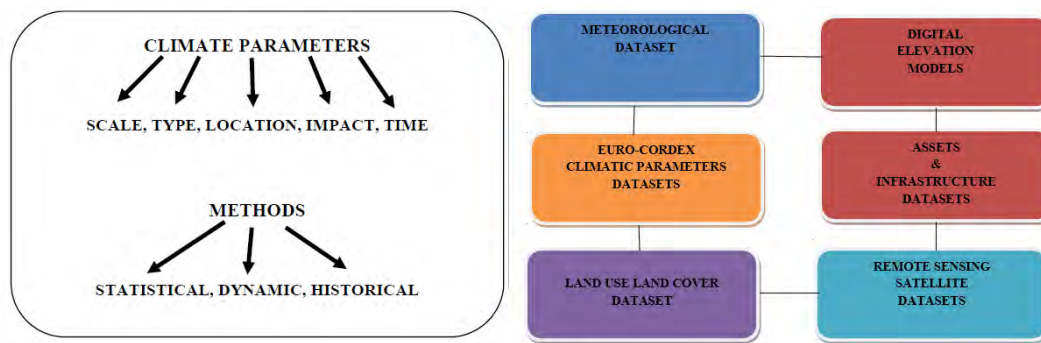 CLIMATE PARAMETERS
SCALE, TYPE, LOCATION, IMPACT, TIME
METHODS
STATISTICAL, DYNAMIC, HISTORICAL
METEOROLOGICAL
DATASET
DIGITAL
ELEVATION
MODELS
EURO-CORDEX
CLIMATIC PARAMETERS
DATASETS
ASSETS
&
INFRASTRUCTURE
DATASETS
LAND USE LAND COVER
DATASET
REMOTE SENSING
SATELLITE
DATASETS